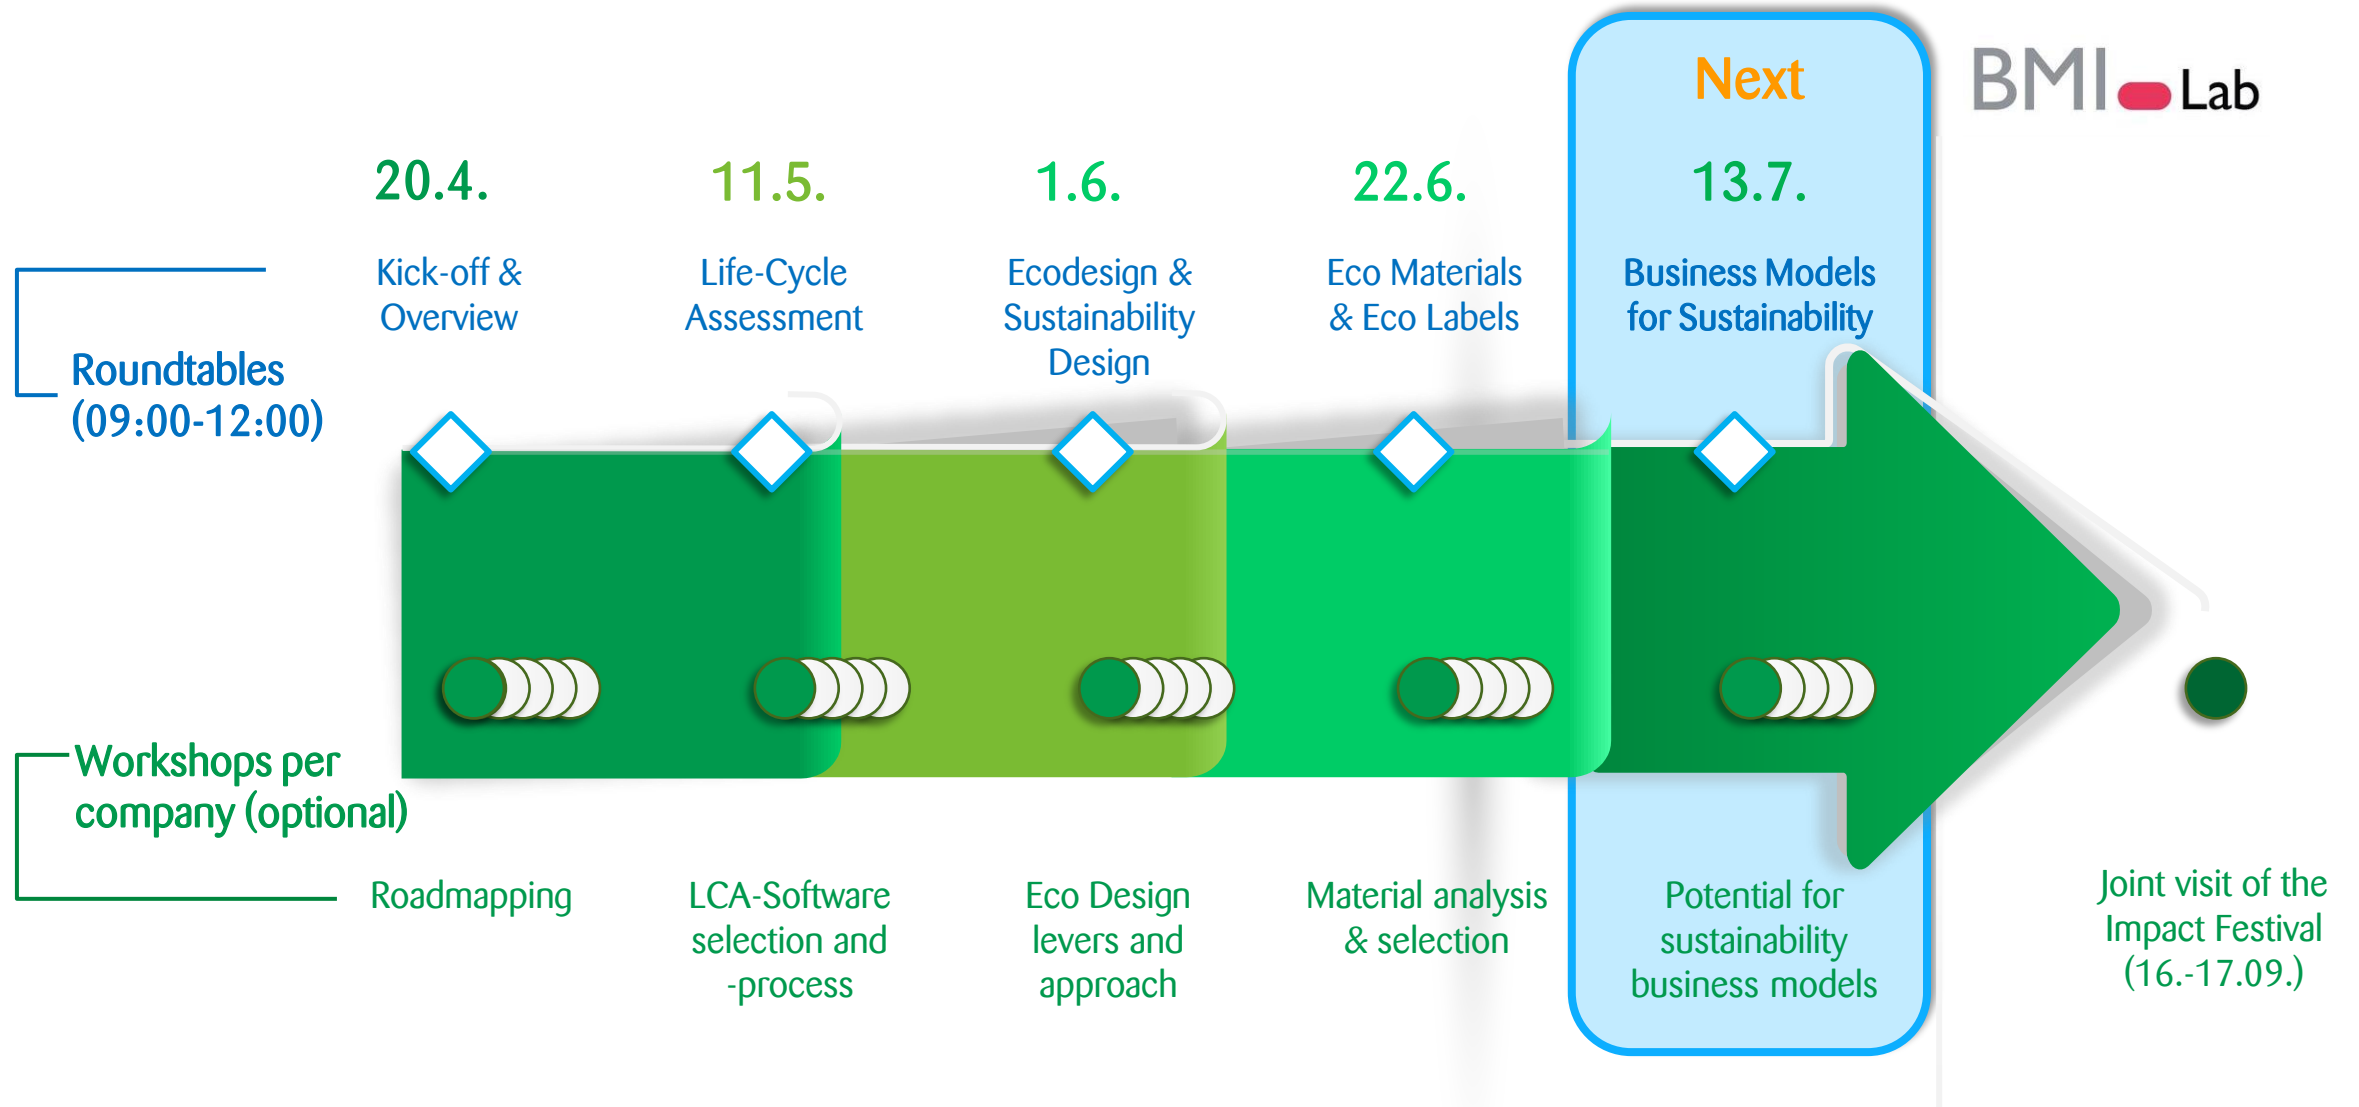 Next
BMI Lab
20.4.
11.5.
1.6.
22.6.
13.7.
Kick-off &
Overview
Life-Cycle
Assessment
Ecodesign &
Sustainability
Design
Eco Materials
& Eco Labels
Business Models
for Sustainability
Roundtables
(09:00-12:00)
Workshops per
company (optional)
Roadmapping
LCA-Software
selection and
-process
Eco Design
levers and
approach
Material analysis
& selection
Potential for
sustainability
business models
Joint visit of the
Impact Festival
(16.-17.09.)